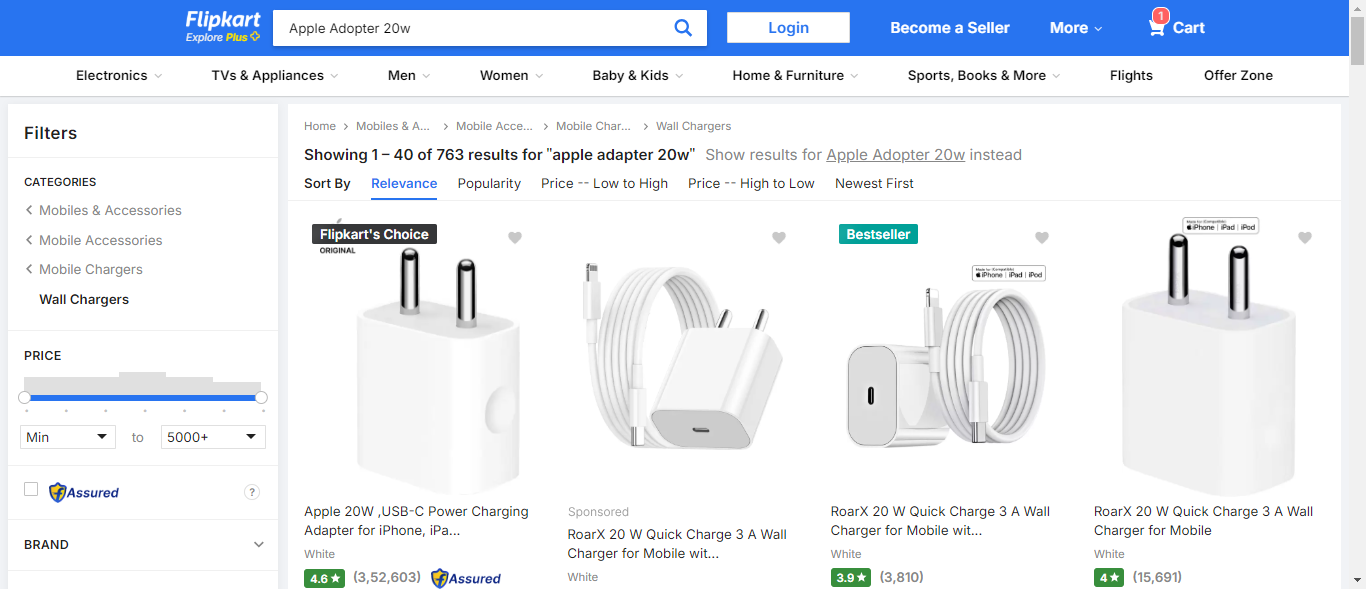 Flipkart
Explore Plus
Apple Adopter 20w
Login
Become a Seller
More
1
Cart
Electronics
TVs & Appliances
Men
Women
Baby & Kids
Home & Furniture
Sports, Books & More
Flights
Offer Zone
Filters
CATEGORIES
Mobiles & Accessories
Mobile Accessories
Mobile Chargers
Wall Chargers
PRICE
Min
to
5000+
Assured
?
BRAND
Home
Mobiles & A...
Mobile Acce...
Mobile Char...
Wall Chargers
Showing 1 – 40 of 763 results for "apple adapter 20w" Show results for Apple Adopter 20w instead
Sort By
Relevance
Popularity
Price -- Low to High
Price -- High to Low
Newest First
Flipkart's Choice
ORIGINAL
Apple 20W ,USB-C Power Charging
Adapter for iPhone, iPa...
White
4.6★
(3,52,603)
Assured
Sponsored
RoarX 20 W Quick Charge 3 A Wall
Charger for Mobile wit...
White
Bestseller
Made for (Compatible)
iPhone | iPad | iPod
RoarX 20 W Quick Charge 3 A Wall
Charger for Mobile wit...
White
3.9★
(3,810)
Made for (Compatible)
iPhone | iPad | iPod
RoarX 20 W Quick Charge 3 A Wall
Charger for Mobile
White
4★
(15,691)